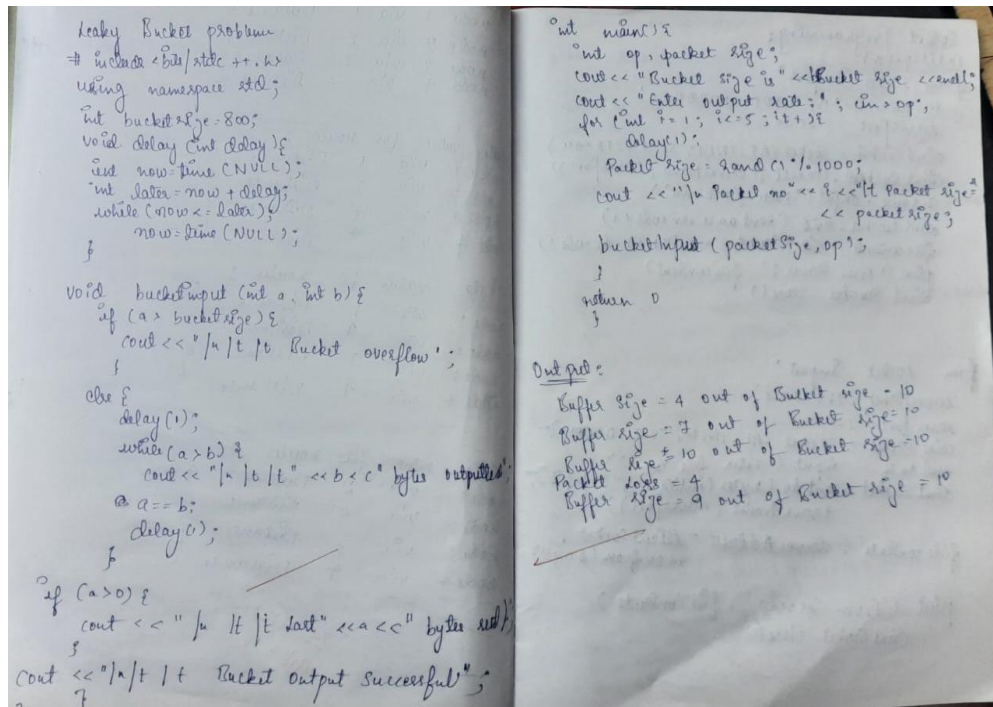 Leaky Bucket problem
# include <bits/stdc ++.h>
using namespace std;
int bucketsize = 800;
void delay (int delay){
int now = time (NULL);
int later = now + delay;
while (now <= later);
now = time (NULL);
}
void bucketinput (int a, int b) {
if (a> bucketsize) {
cout << "/n /t /t Bucket overflow";
}
else {
delay(1);
while (a>b) {
cout << "/n /t /t" << b < c" bytes outputted";
a == b;
delay(1);
}
if (a>0) {
cout << "/n /t /t Last" <<a <c" bytes sent";
}
cout << "/n/t /t Bucket output successful";
}
int main() {
int op, packet size;
cout << "Bucket size is" << Bucket size <<endl;
cout << "Enter output rate:"; cin > op;
for (int i = 1; i <= 5; i++){
delay(1);
Packet size = rand () % 1000;
cout << "/n Packet no" << i << "/t Packet size="
<< packet size;
bucketInput (packetSize, op);
}
return 0
}
Output:
Buffer Size = 4 out of Bucket size = 10
Buffer size = 7 out of Bucket size = 10
Buffer size = 10 out of Bucket size = 10
Packet Loss = 4
Buffer size = 9 out of Bucket size = 10